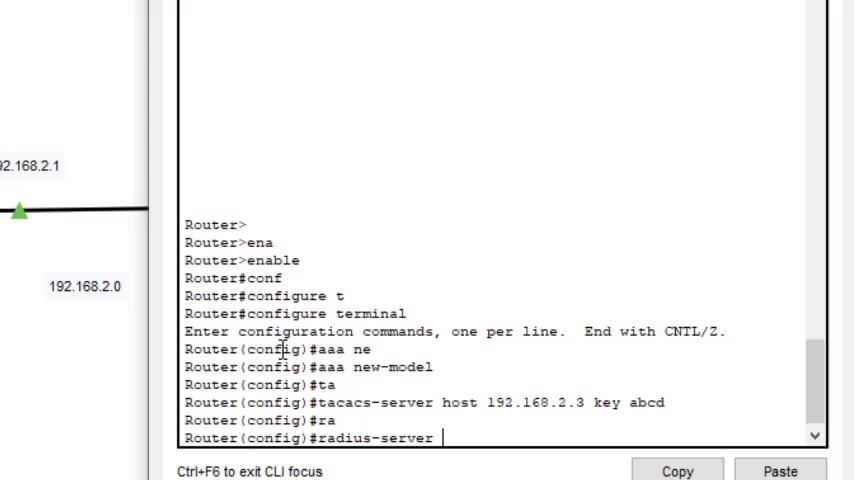 92.168.2.1
192.168.2.0
Router>
Router>ena
Router>enable
Router#conf
Router#configure t
Router#configure terminal
Enter configuration commands, one per line.  End with CNTL/Z.
Router(config)#aaa ne
Router(config)#aaa new-model
Router(config)#ta
Router(config)#tacacs-server host 192.168.2.3 key abcd
Router(config)#ra
Router(config)#radius-server
Ctrl+F6 to exit CLI focus
Copy
Paste